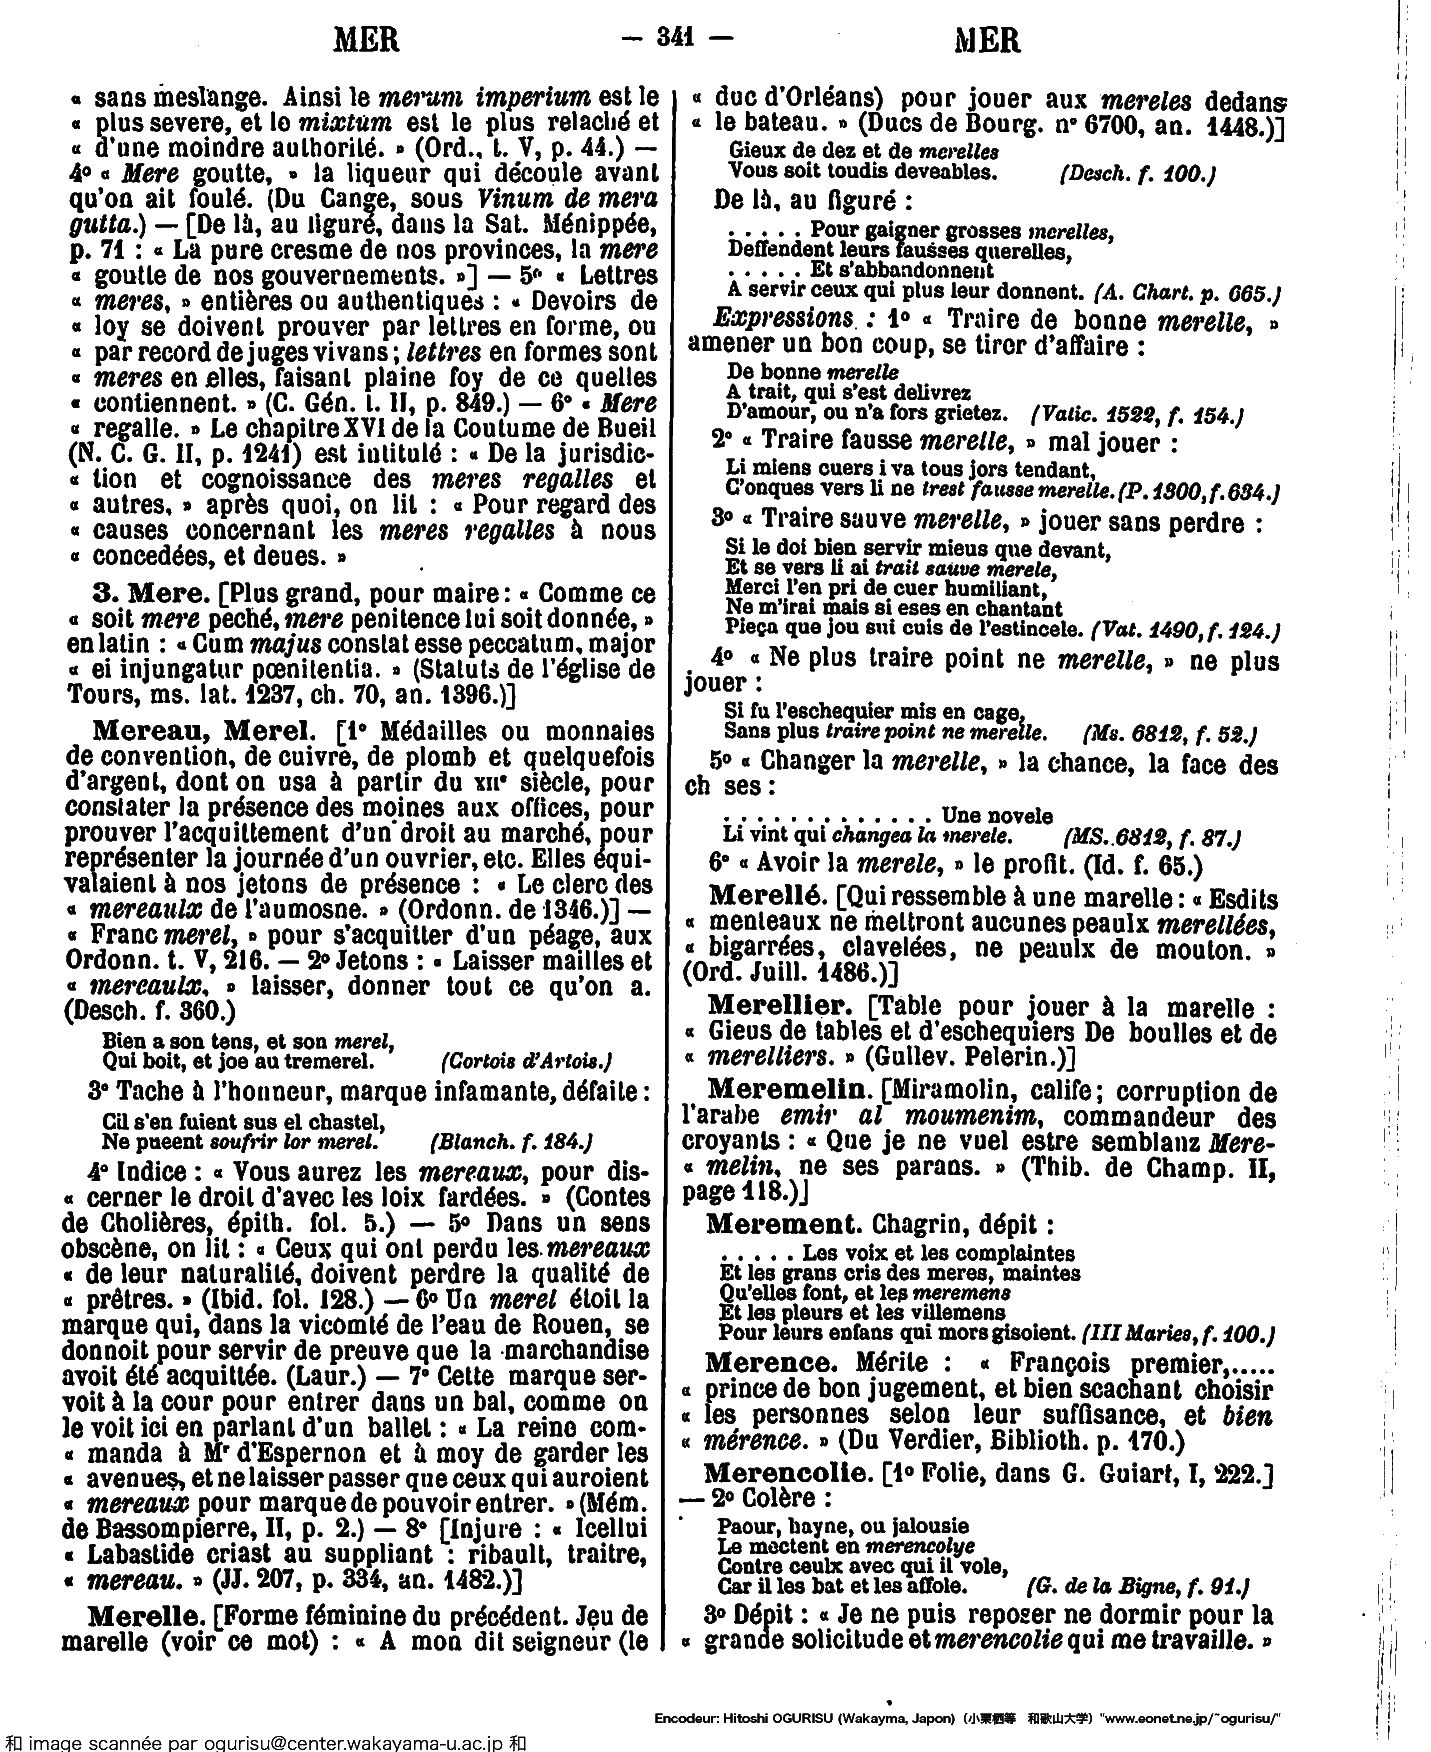 MER — 341 — MER
« sans meslange. Ainsi le merum imperium est le
« plus severe, et le mixtum est le plus relaché et
« d'une moindre authorité. » (Ord., t. V, p. 44.) —
4º « Mere goutte, » la liqueur qui découle avant
qu'on ait foulé. (Du Cange, sous Vinum de mera
gutta.) — [De là, au figuré, dans la Sat. Ménippée,
p. 71 : « La pure cresme de nos provinces, la mere
« goutte de nos gouvernements. »] — 5º « Lettres
« meres, » entières ou authentiques : « Devoirs de
« loy se doivent prouver par lettres en forme, ou
« par record de juges vivans ; lettres en formes sont
« meres en elles, faisant plaine foy de ce quelles
« contiennent. » (C. Gén. t. II, p. 849.) — 6º « Mere
« regalle. » Le chapitre XVI de la Coutume de Bueil
(N. C. G. II, p. 1241) est intitulé : « De la jurisdic-
« tion et cognoissance des meres regalles et
« autres, » après quoi, on lit : « Pour regard des
« causes concernant les meres regalles à nous
« concedées, et deues. »
3. Mere. [Plus grand, pour maire : « Comme ce
« soit mere peché, mere penitence lui soit donnée, »
en latin : « Cum majus constat esse peccatum, major
« ei injungatur pœnitentia. » (Statuts de l'église de
Tours, ms. lat. 1237, ch. 70, an. 1396.)]
Mereau, Merel. [1º Médailles ou monnaies
de convention, de cuivre, de plomb et quelquefois
d'argent, dont on usa à partir du XIIe siècle, pour
constater la présence des moines aux offices, pour
prouver l'acquittement d'un droit au marché, pour
représenter la journée d'un ouvrier, etc. Elles équi-
valaient à nos jetons de présence : « Le clerc des
« mereaulx de l'aumosne. » (Ordonn. de 1346.)] —
« Franc merel, » pour s'acquitter d'un péage, aux
Ordonn. t. V, 216. — 2º Jetons : « Laisser mailles et
« mereaulx, » laisser, donner tout ce qu'on a.
(Desch. f. 360.)
Bien a son tens, et son merel,
Qui boit, et joe au tremerel. (Cortois d'Artois.)
3º Tache à l'honneur, marque infamante, défaite :
Cil s'en fuient sus el chastel,
Ne pueent soufrir lor merel. (Blanch. f. 184.)
4º Indice : « Vous aurez les mereaux, pour dis-
« cerner le droit d'avec les loix fardées. » (Contes
de Cholières, épith. fol. 5.) — 5º Dans un sens
obscène, on lit : « Ceux qui ont perdu les mereaux
« de leur naturalité, doivent perdre la qualité de
« prêtres. » (Ibid. fol. 128.) — 6º Un merel étoit la
marque qui, dans la vicomté de l'eau de Rouen, se
donnoit pour servir de preuve que la marchandise
avoit été acquittée. (Laur.) — 7º Cette marque ser-
voit à la cour pour entrer dans un bal, comme on
le voit ici en parlant d'un ballet : « La reine com-
« manda à Mr d'Espernon et à moy de garder les
« avenues, et ne laisser passer que ceux qui auroient
« mereaux pour marque de pouvoir entrer. » (Mém.
de Bassompierre, II, p. 2.) — 8º [Injure : « Icellui
« Labastide criast au suppliant : ribault, traitre,
« mereau. » (JJ. 207, p. 334, an. 1482.)]
Merelle. [Forme féminine du précédent. Jeu de
marelle (voir ce mot) : « A mon dit seigneur (le
« duc d'Orléans) pour jouer aux mereles dedans
« le bateau. » (Ducs de Bourg. nº 6700, an. 1448.)]
Gieux de dez et de merelles
Vous soit toudis deveables. (Desch. f. 100.)
De là, au figuré :
. . . . . Pour gaigner grosses merelles,
Deffendent leurs fausses querelles,
. . . . . Et s'abbandonnent
A servir ceux qui plus leur donnent. (A. Chart. p. 665.)
Expressions : 1º « Traire de bonne merelle, »
amener un bon coup, se tirer d'affaire :
De bonne merelle
A trait, qui s'est delivrez
D'amour, ou n'a fors grietez. (Vatic. 1522, f. 154.)
2º « Traire fausse merelle, » mal jouer :
Li miens cuers i va tous jors tendant,
C'onques vers li ne trest fausse merelle. (P. 1300, f. 634.)
3º « Traire sauve merelle, » jouer sans perdre :
Si le doi bien servir mieus que devant,
Et se vers li ai trait sauve merele,
Merci l'en pri de cuer humiliant,
Ne m'irai mais si eses en chantant
Pieça que jou sui cuis de l'estincele. (Vat. 1490, f. 124.)
4º « Ne plus traire point ne merelle, » ne plus
jouer :
Si fu l'eschequier mis en cage,
Sans plus traire point ne merelle. (Ms. 6812, f. 52.)
5º « Changer la merelle, » la chance, la face des
ch ses :
. . . . . . . . . . . . . Une novele
Li vint qui changea la merele. (MS. 6812, f. 87.)
6º « Avoir la merele, » le profit. (Id. f. 65.)
Merellé. [Qui ressemble à une marelle : « Esdits
« menteaux ne mettront aucunes peaulx merellées,
« bigarrées, clavelées, ne peaulx de mouton. »
(Ord. Juill. 1486.)]
Merellier. [Table pour jouer à la marelle :
« Gieus de tables et d'eschequiers De boulles et de
« merelliers. » (Gullev. Pelerin.)]
Meremelin. [Miramolin, calife ; corruption de
l'arabe emir al moumenim, commandeur des
croyants : « Que je ne vuel estre semblanz Mere-
« melin, ne ses parans. » (Thib. de Champ. II,
page 118.)]
Merement. Chagrin, dépit :
. . . . . Les voix et les complaintes
Et les grans cris des meres, maintes
Qu'elles font, et les meremens
Et les pleurs et les villemens
Pour leurs enfans qui mors gisoient. (III Maries, f. 100.)
Merence. Mérite : « François premier,.....
« prince de bon jugement, et bien scachant choisir
« les personnes selon leur suffisance, et bien
« mérence. » (Du Verdier, Biblioth. p. 170.)
Merencolie. [1º Folie, dans G. Guiart, I, 222.]
— 2º Colère :
Paour, hayne, ou jalousie
Le mectent en merencolye
Contre ceulx avec qui il vole,
Car il les bat et les affole. (G. de la Bigne, f. 91.)
3º Dépit : « Je ne puis reposer ne dormir pour la
« grande solicitude et merencolie qui me travaille. »
Encodeur: Hitoshi OGURISU (Wakayma, Japon) (小栗栖等 和歌山大学) "www.eonet.ne.jp/~ogurisu/"
和 image scannée par ogurisu@center.wakayama-u.ac.jp 和